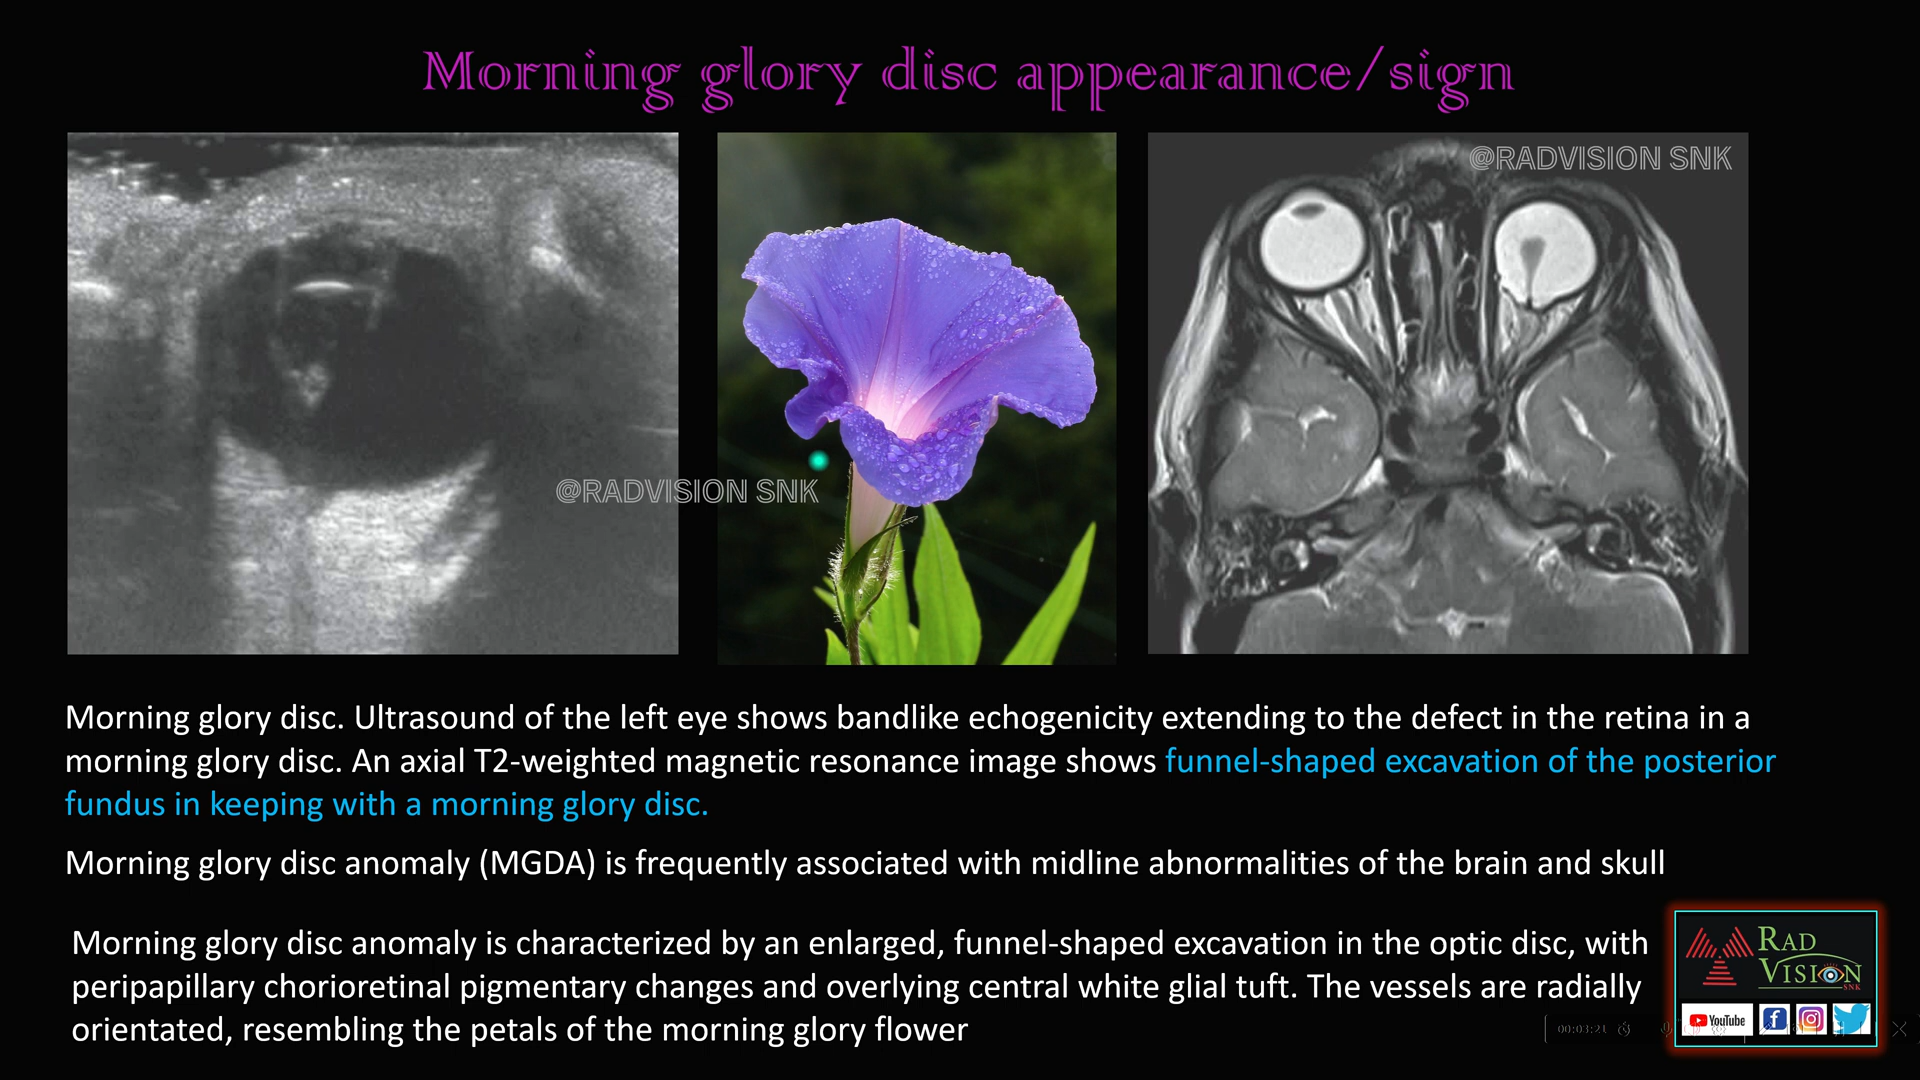 Morning glory disc appearance/sign
@RADVISION SNK
@RADVISION SNK
Morning glory disc. Ultrasound of the left eye shows bandlike echogenicity extending to the defect in the retina in a
morning glory disc. An axial T2-weighted magnetic resonance image shows funnel-shaped excavation of the posterior
fundus in keeping with a morning glory disc.
Morning glory disc anomaly (MGDA) is frequently associated with midline abnormalities of the brain and skull
Morning glory disc anomaly is characterized by an enlarged, funnel-shaped excavation in the optic disc, with
peripapillary chorioretinal pigmentary changes and overlying central white glial tuft. The vessels are radially
orientated, resembling the petals of the morning glory flower
RAD
VISION
SNK
YouTube
00:03:21